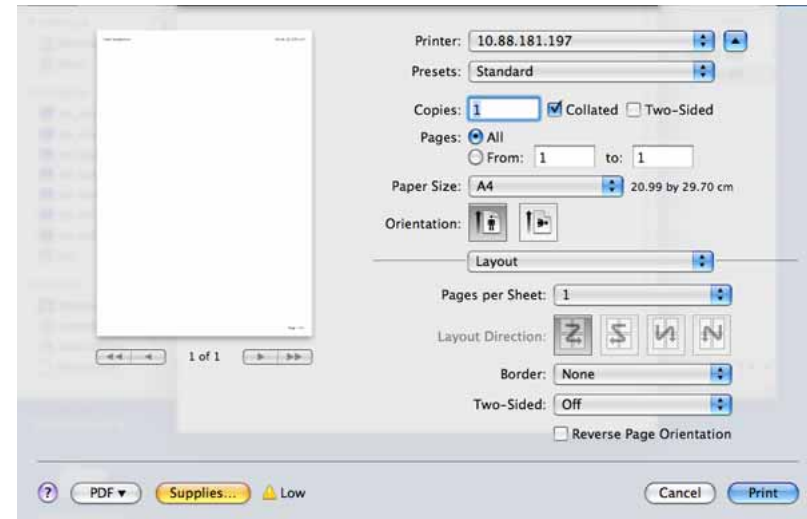 Printer: 10.88.181.197
Presets: Standard
Copies: 1 Collated Two-Sided
Pages: All
From: 1 to: 1
Paper Size: A4 20.99 by 29.70 cm
Orientation:
Layout
Pages per Sheet: 1
Layout Direction:
1 of 1
Border: None
Two-Sided: Off
Reverse Page Orientation
? PDF Supplies... Low Cancel Print